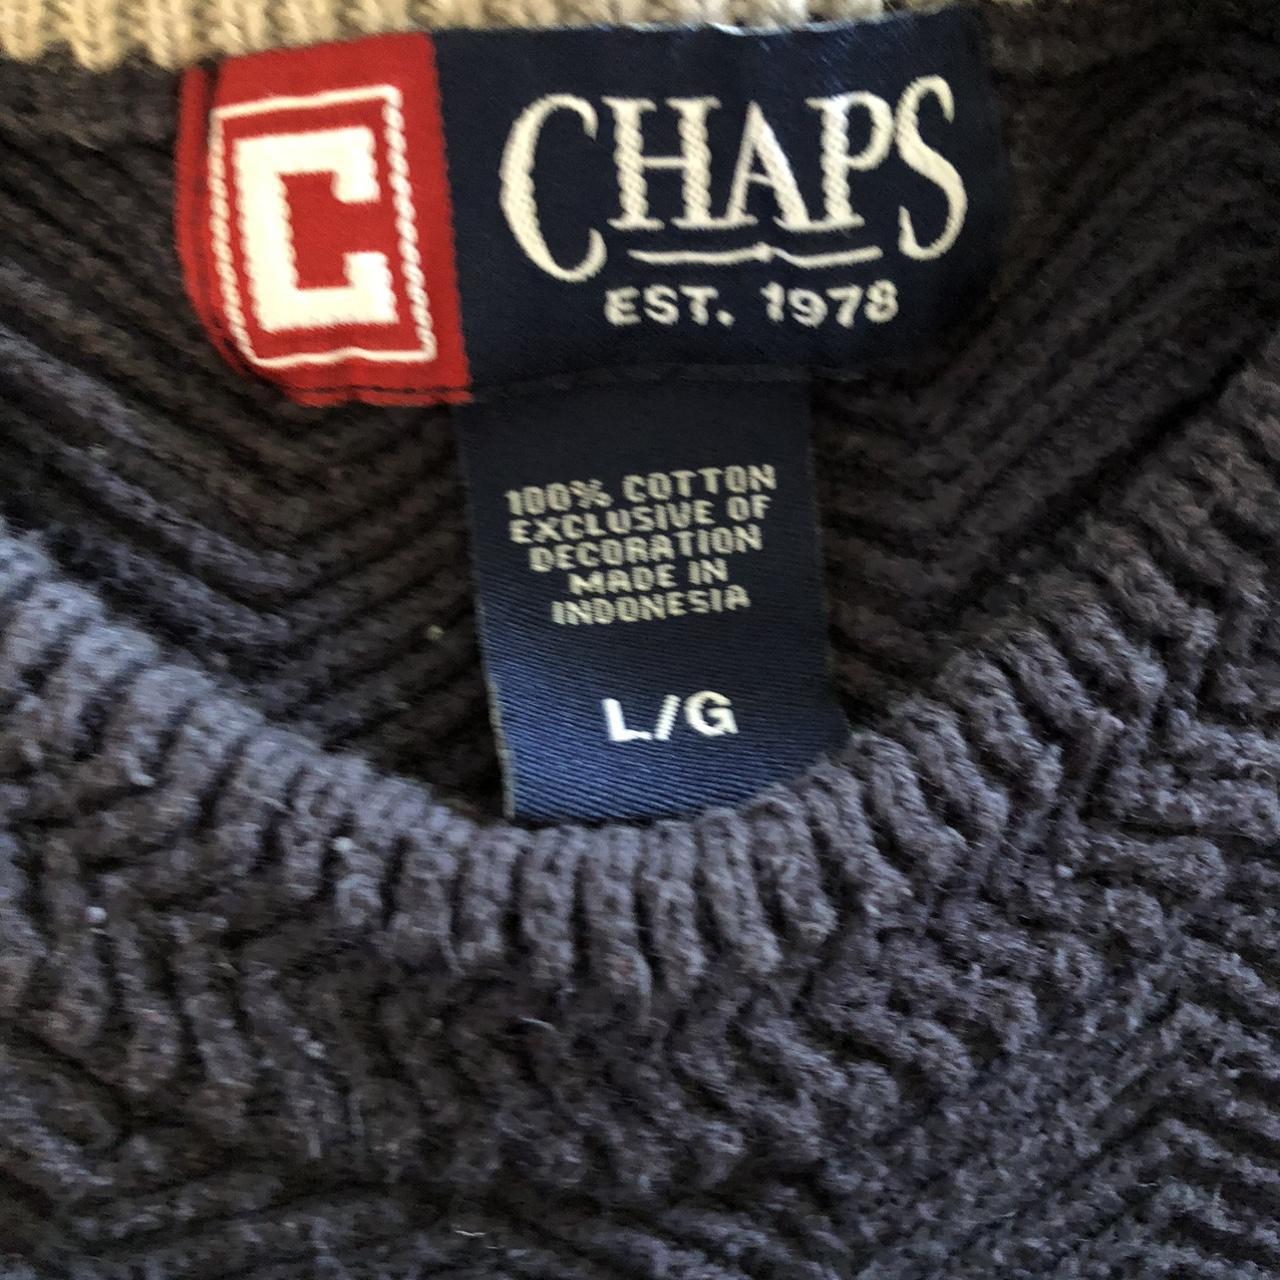 C
CHAPS
EST. 1978
100% COTTON
EXCLUSIVE OF
DECORATION
MADE IN
INDONESIA
L/G